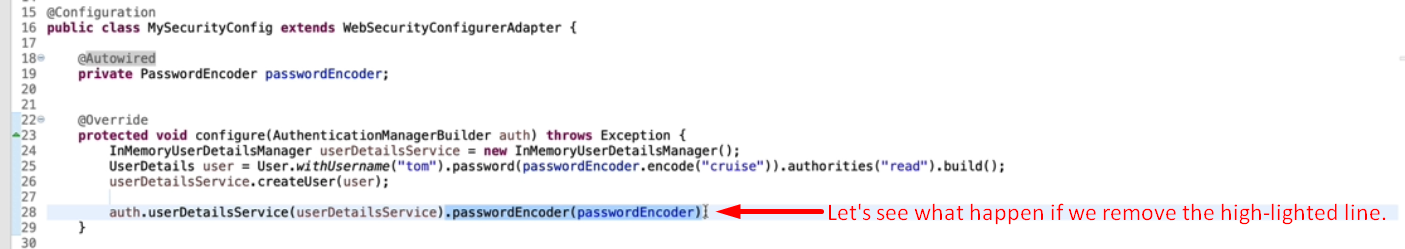 15 @Configuration
16 public class MySecurityConfig extends WebSecurityConfigurerAdapter {
17
18 @Autowired
19 private PasswordEncoder passwordEncoder;
20
21
22 @Override
23 protected void configure(AuthenticationManagerBuilder auth) throws Exception {
24 InMemoryUserDetailsManager userDetailsService = new InMemoryUserDetailsManager();
25 UserDetails user = User.withUsername("tom").password(passwordEncoder.encode("cruise")).authorities("read").build();
26 userDetailsService.createUser(user);
27
28 auth.userDetailsService(userDetailsService).passwordEncoder(passwordEncoder) Let's see what happen if we remove the high-lighted line.
29 }
30